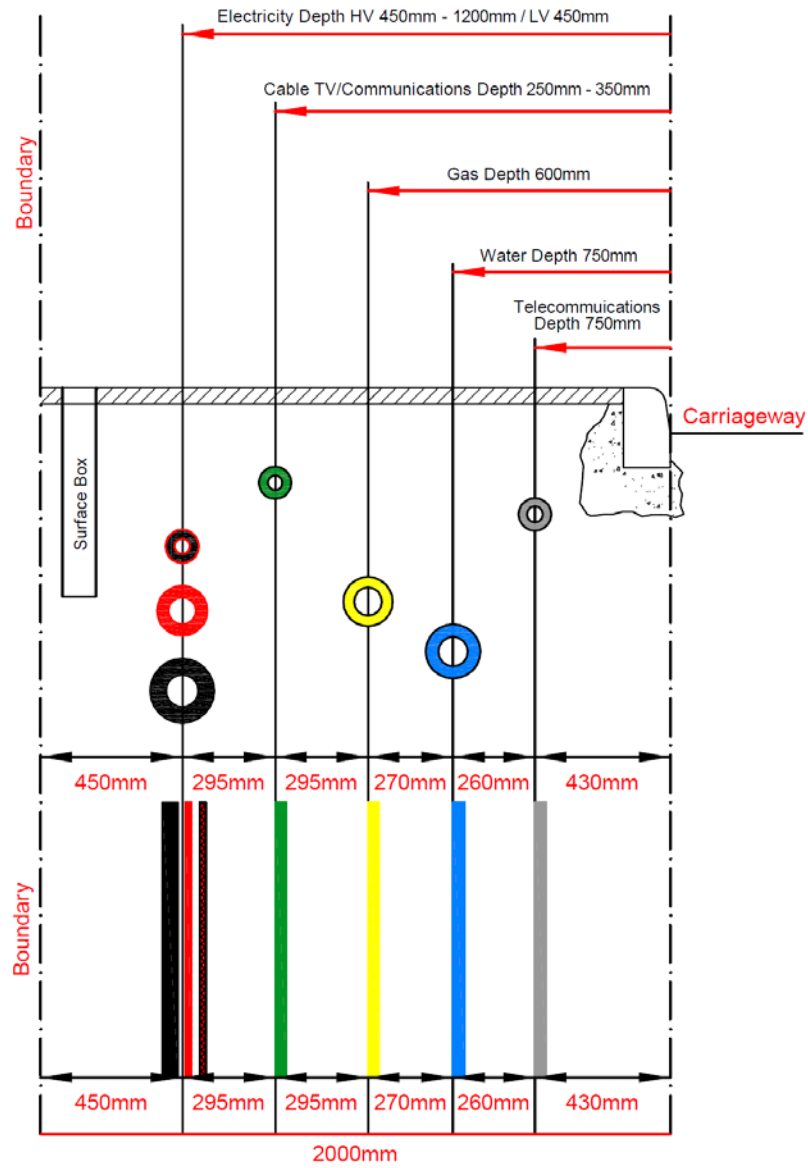 Electricity Depth HV 450mm - 1200mm / LV 450mm
Cable TV/Communications Depth 250mm - 350mm
Boundary
Gas Depth 600mm
Water Depth 750mm
Telecommuications
Depth 750mm
Carriageway
Surface Box
450mm 295mm 295mm 270mm 260mm 430mm
Boundary
450mm 295mm 295mm 270mm 260mm 430mm
2000mm